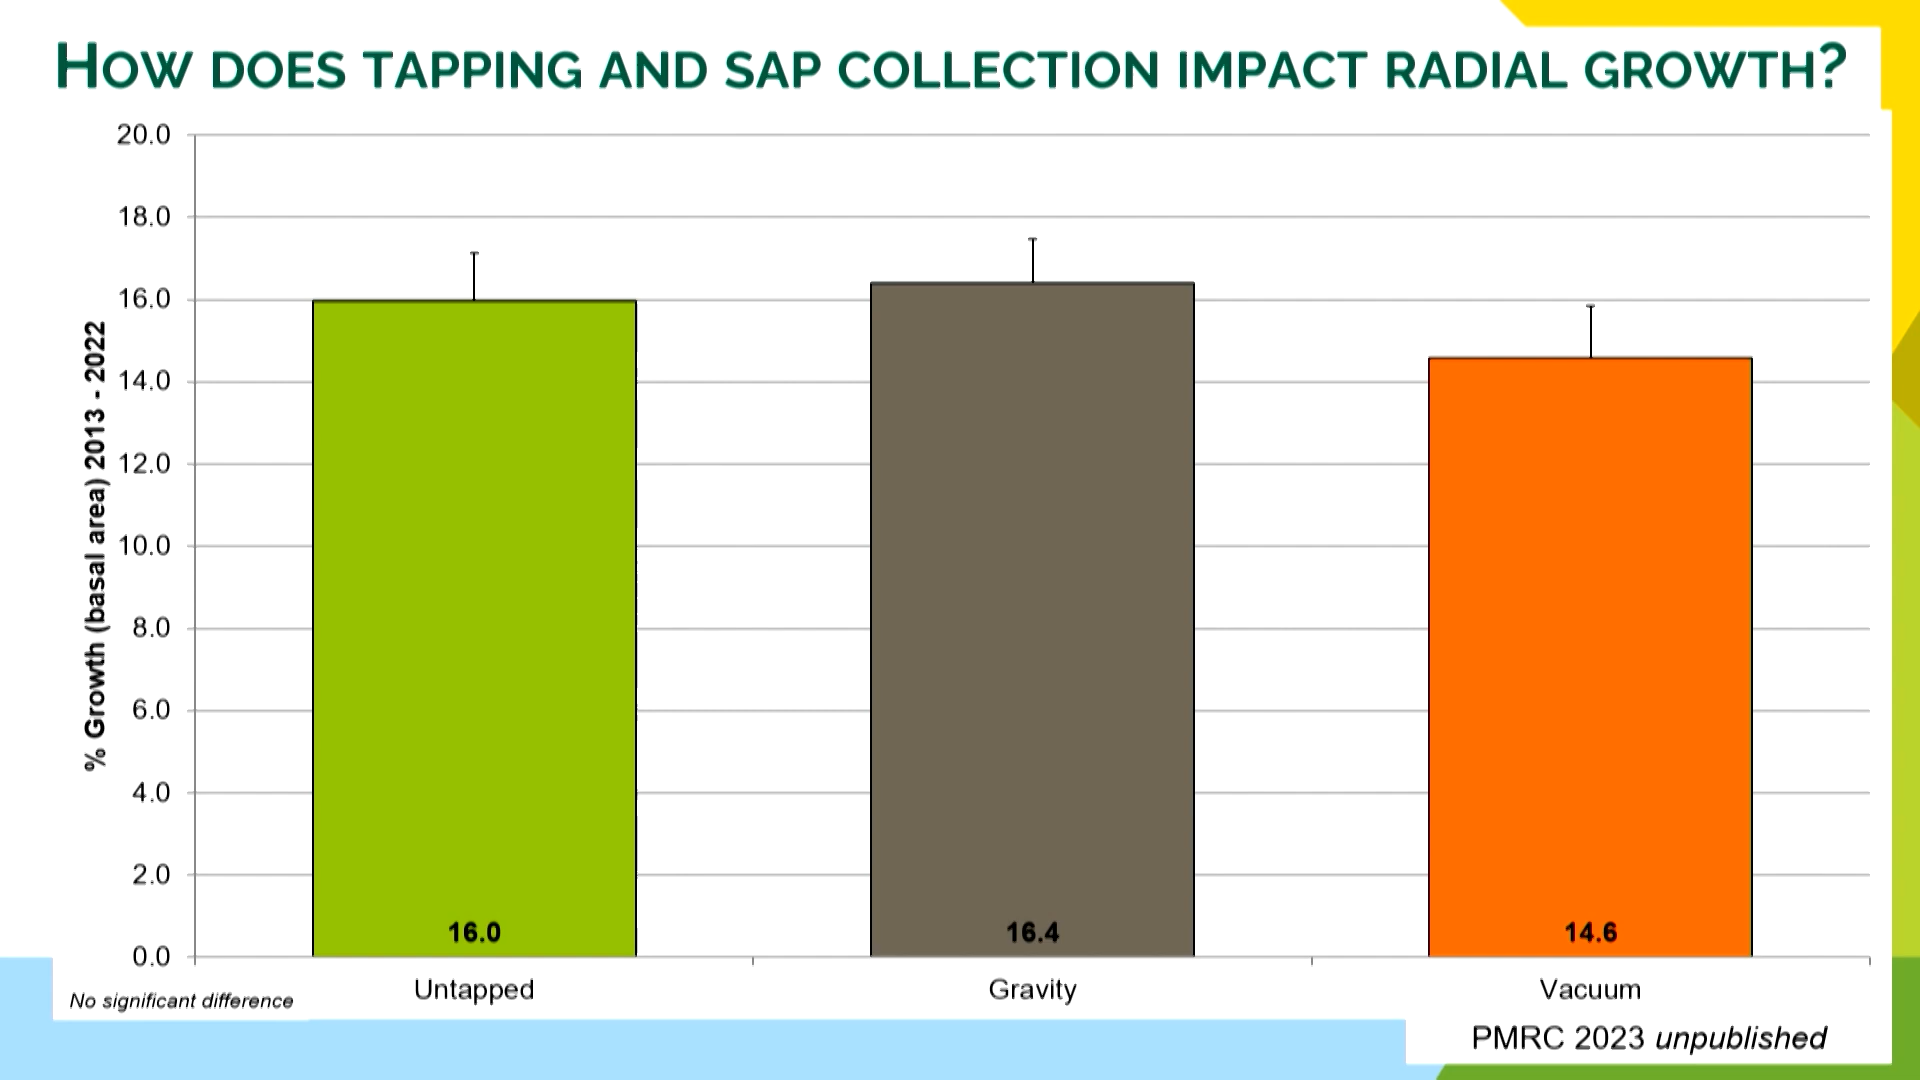 HOW DOES TAPPING AND SAP COLLECTION IMPACT RADIAL GROWTH?
% Growth (basal area) 2013 - 2022
20.0
18.0
16.0
14.0
12.0
10.0
8.0
6.0
4.0
2.0
0.0
16.0
16.4
14.6
Untapped
Gravity
Vacuum
No significant difference
PMRC 2023 unpublished